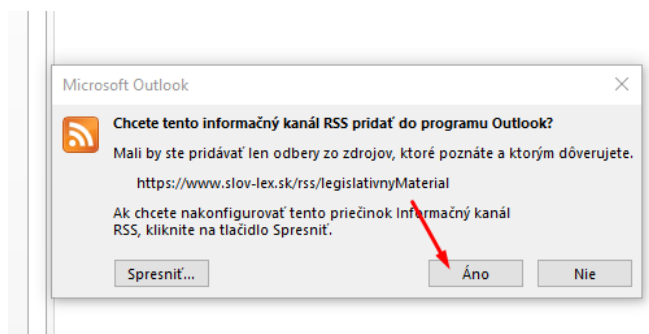 Microsoft Outlook
Chcete tento informačný kanál RSS pridať do programu Outlook?
Mali by ste pridávať len odbery zo zdrojov, ktoré poznáte a ktorým dôverujete.
https://www.slov-lex.sk/rss/legislativnyMaterial
Ak chcete nakonfigurovať tento priečinok Informačný kanál
RSS, kliknite na tlačidlo Spresniť.
Spresniť... Áno Nie